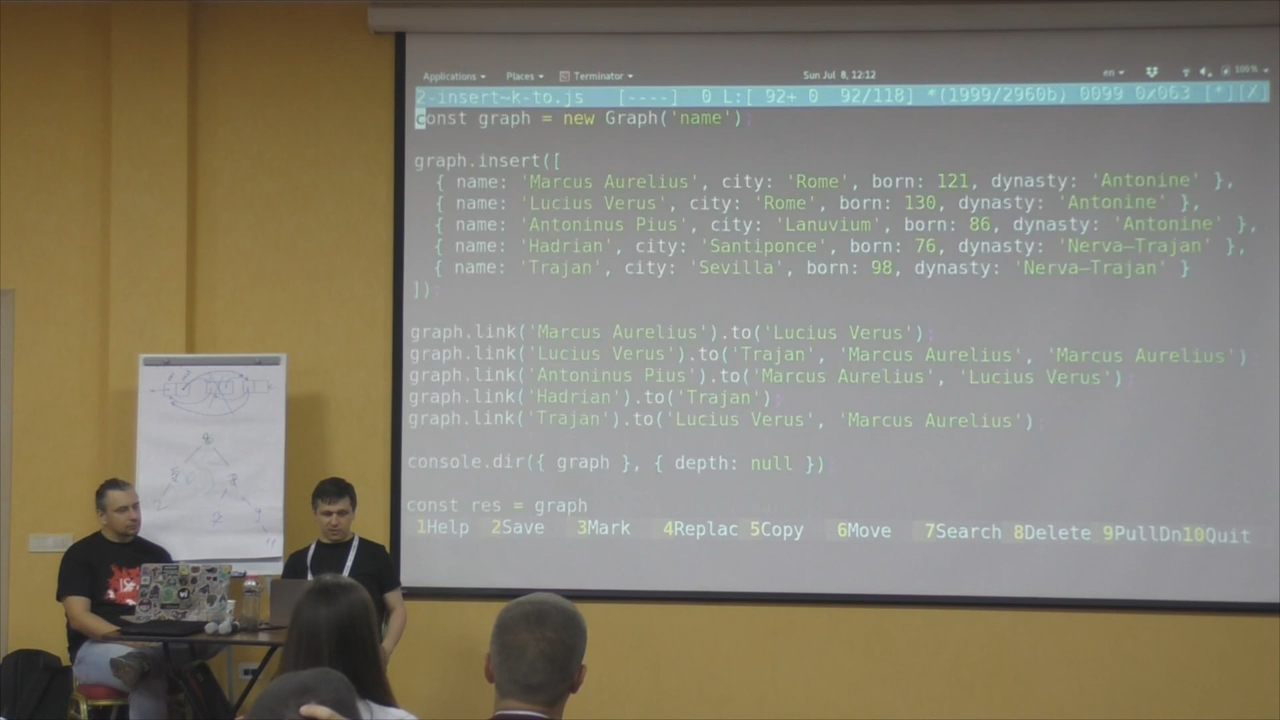 Applications Places Terminator Sun Jul 8, 12:12 en 100%
2-insert~k-to.js [----] 0 L:[ 92+ 0 92/118] *(1999/2960b) 0099 0x063 [*][X]
const graph = new Graph('name');
graph.insert([
{ name: 'Marcus Aurelius', city: 'Rome', born: 121, dynasty: 'Antonine' },
{ name: 'Lucius Verus', city: 'Rome', born: 130, dynasty: 'Antonine' },
{ name: 'Antoninus Pius', city: 'Lanuvium', born: 86, dynasty: 'Antonine' },
{ name: 'Hadrian', city: 'Santiponce', born: 76, dynasty: 'Nerva–Trajan' },
{ name: 'Trajan', city: 'Sevilla', born: 98, dynasty: 'Nerva–Trajan' }
]);
graph.link('Marcus Aurelius').to('Lucius Verus');
graph.link('Lucius Verus').to('Trajan', 'Marcus Aurelius', 'Marcus Aurelius');
graph.link('Antoninus Pius').to('Marcus Aurelius', 'Lucius Verus');
graph.link('Hadrian').to('Trajan');
graph.link('Trajan').to('Lucius Verus', 'Marcus Aurelius');
console.dir({ graph }, { depth: null });
const res = graph
1Help 2Save 3Mark 4Replac 5Copy 6Move 7Search 8Delete 9PullDn 10Quit